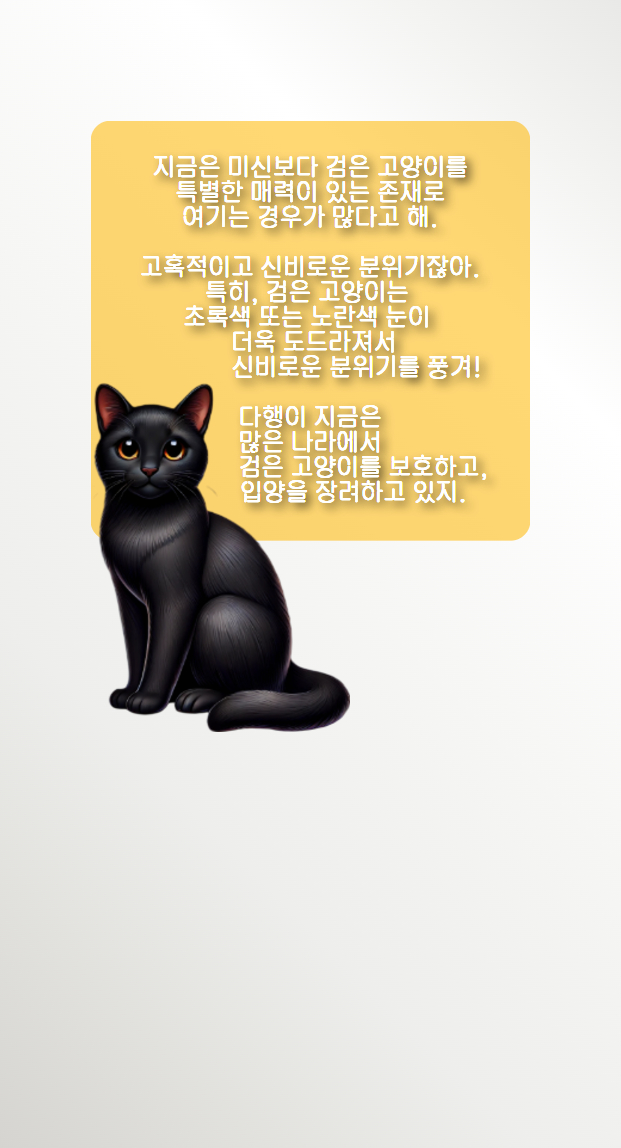 지금은 미신보다 검은 고양이를
특별한 매력이 있는 존재로
여기는 경우가 많다고 해.
고혹적이고 신비로운 분위기잖아.
특히, 검은 고양이는
초록색 또는 노란색 눈이
더욱 도드라져서
신비로운 분위기를 풍겨!
다행이 지금은
많은 나라에서
검은 고양이를 보호하고,
입양을 장려하고 있지.